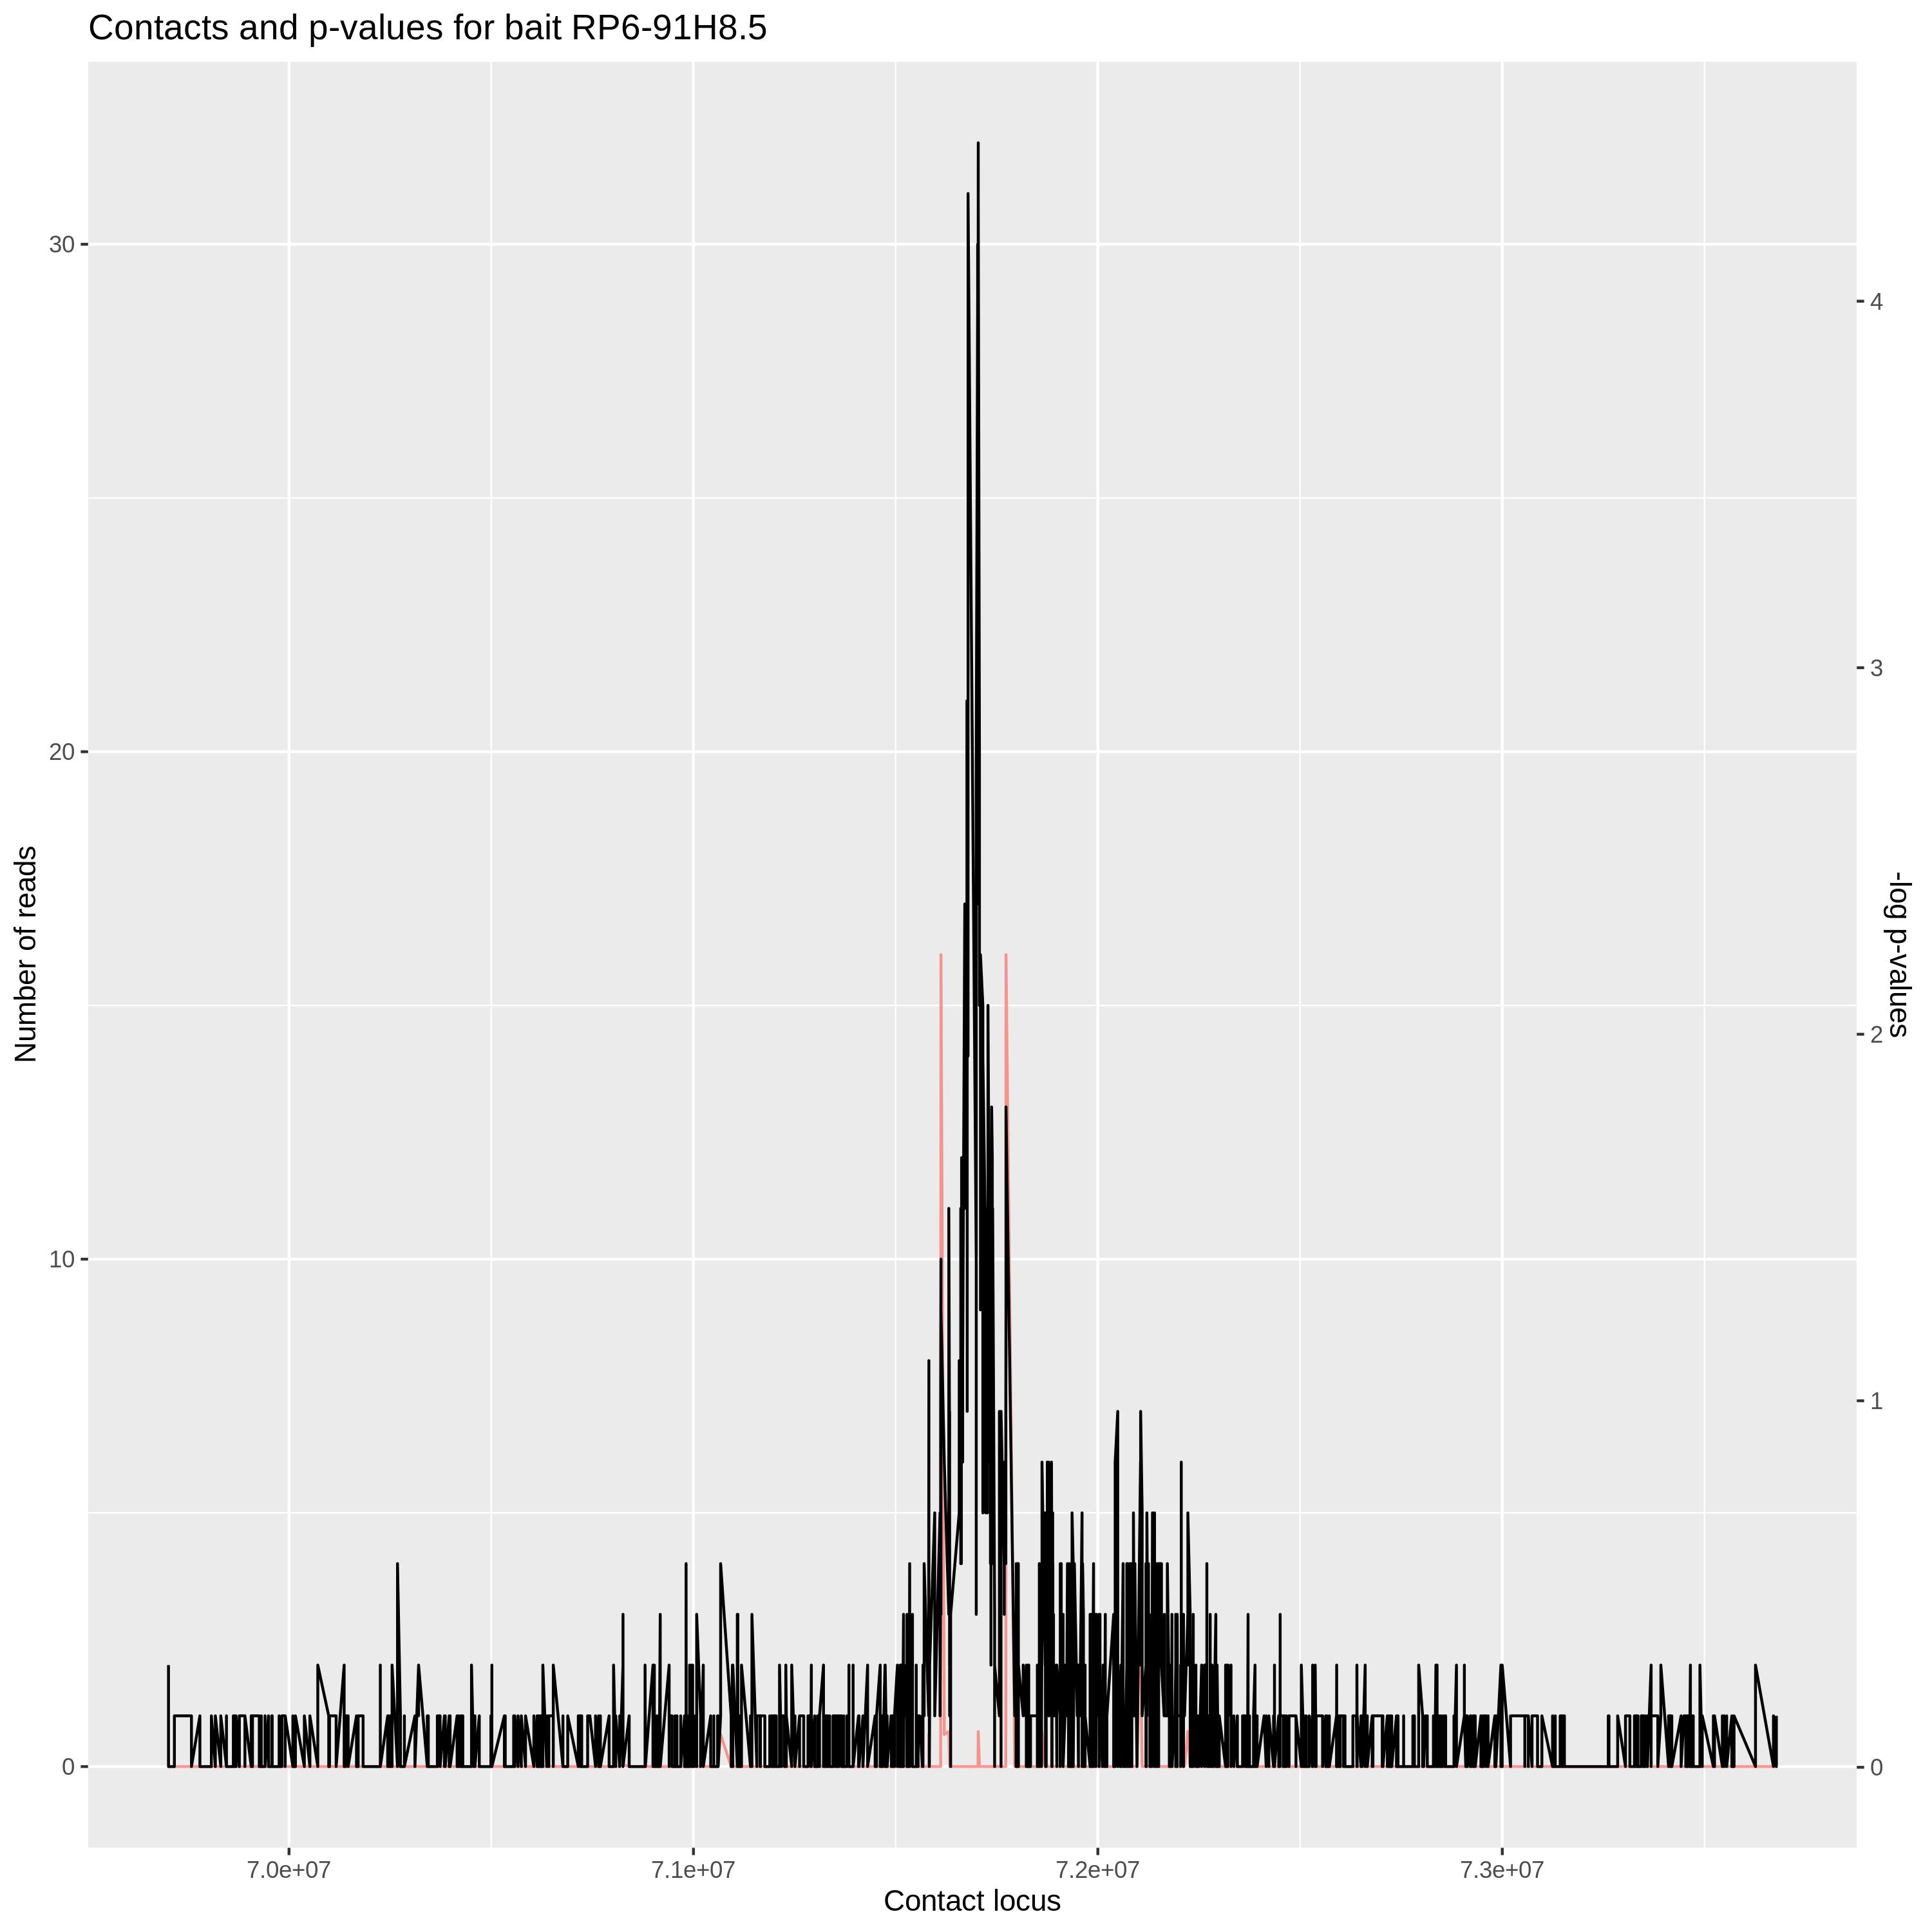 Contacts and p-values for bait RP6-91H8.5
30
20
10
0
Number of reads
4
3
2
1
0
-log p-values
7.0e+07
7.1e+07
7.2e+07
7.3e+07
Contact locus